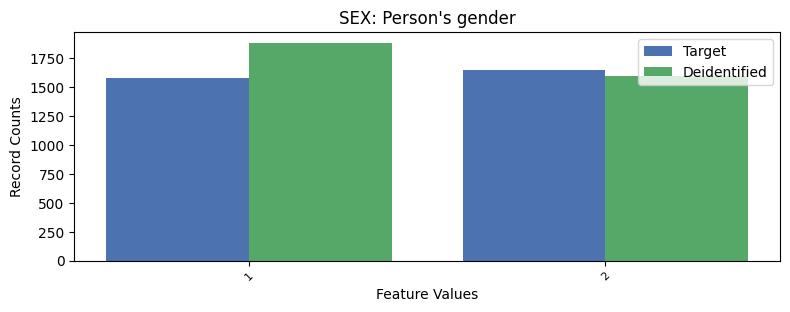 SEX: Person's gender
Target
Deidentified
Record Counts
1750
1500
1250
1000
750
500
250
0
1
2
Feature Values